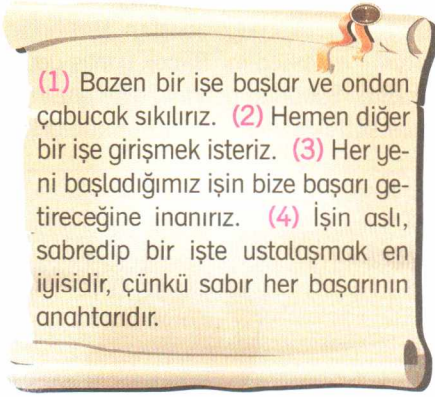 (1) Bazen bir işe başlar ve ondan
çabucak sıkılırız. (2) Hemen diğer
bir işe girişmek isteriz. (3) Her ye-
ni başladığımız işin bize başarı ge-
tireceğine inanırız. (4) İşin aslı,
sabredip bir işte ustalaşmak en
iyisidir, çünkü sabır her başarının
anahtarıdır.